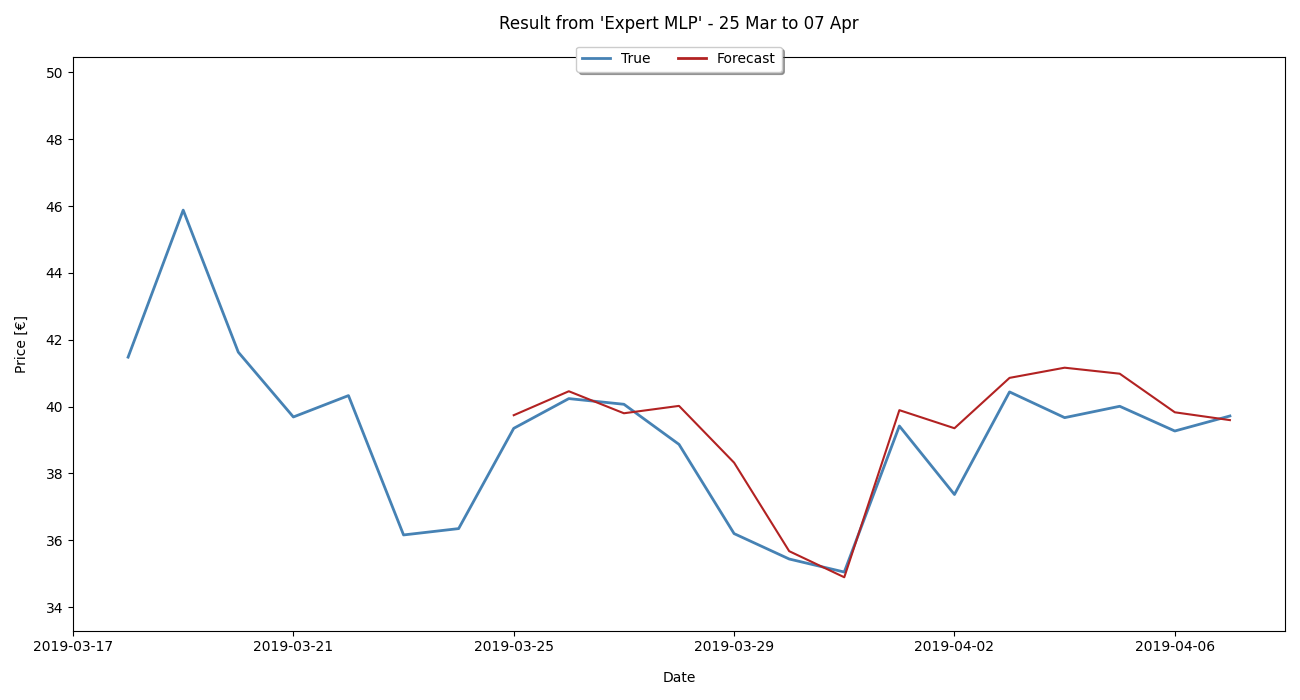 Result from 'Expert MLP' - 25 Mar to 07 Apr
True Forecast
Price [€]
50
48
46
44
42
40
38
36
34
2019-03-17 2019-03-21 2019-03-25 2019-03-29 2019-04-02 2019-04-06
Date